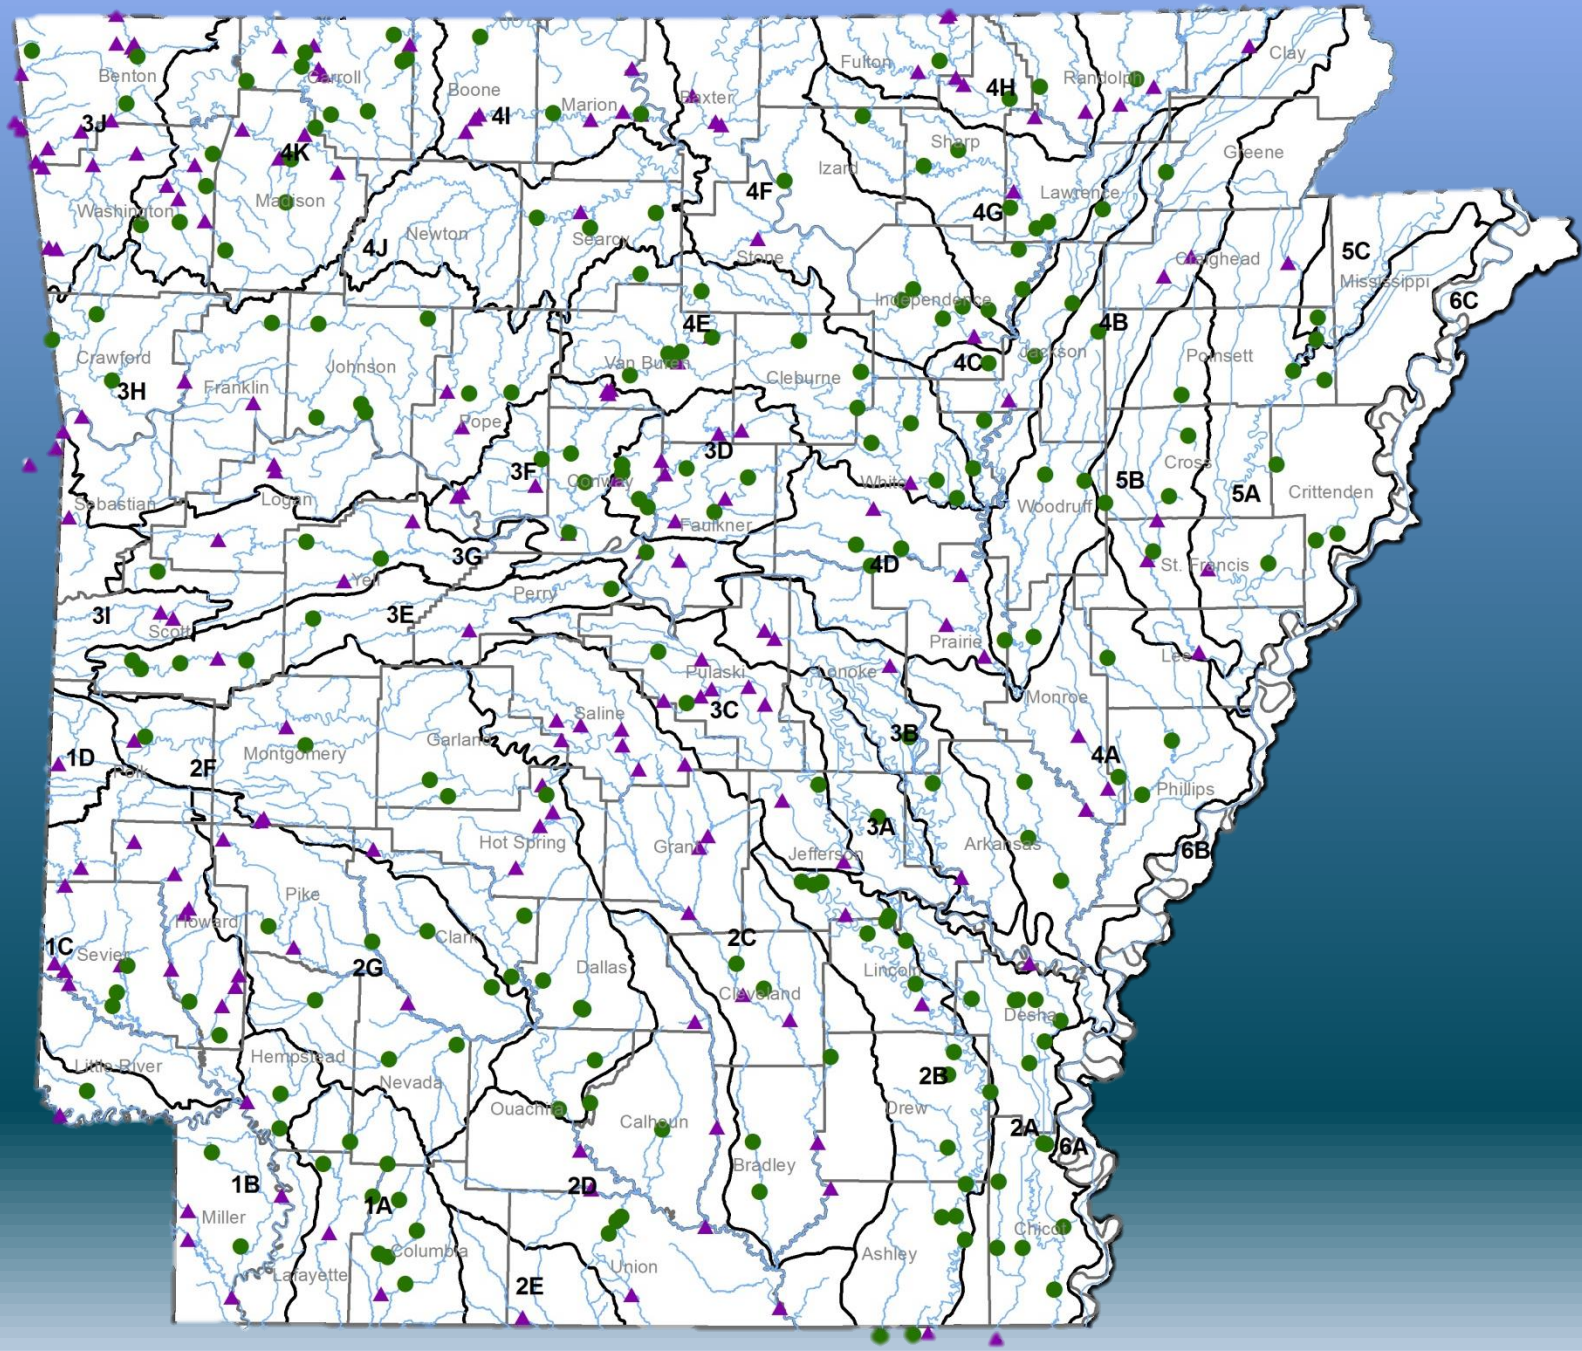 Clay
Fulton
Benton
Carroll
Randolph
4H
Boone
Marion
Baxter
4I
3J
Sharp
Greene
4K
Izard
4F
Lawrence
Madison
Washington
4G
Newton
Searcy
4J
5C
Stone
Craighead
Mississippi
Independence
6C
4E
4B
Crawford
Jackson
Poinsett
Van Buren
4C
Johnson
Cleburne
3H
Franklin
Pope
3D
Cross
3F
Conway
White
5B
Crittenden
Logan
5A
Sebastian
Woodruff
Faulkner
3G
4D
St. Francis
Yell
Perry
3I
3E
Scott
Prairie
Lee
Pulaski
Lonoke
Monroe
3C
Saline
3B
Garland
1D
Montgomery
4A
2F
Polk
Phillips
3A
Hot Spring
Grant
Jefferson
Arkansas
6B
Pike
Howard
Clark
2C
1C
Sevier
2G
Dallas
Lincoln
Cleveland
Desha
Hempstead
Little River
2B
Nevada
Ouachita
Drew
Calhoun
2A
6A
Bradley
1B
2D
1A
Miller
Chicot
Columbia
Ashley
Union
Lafayette
2E